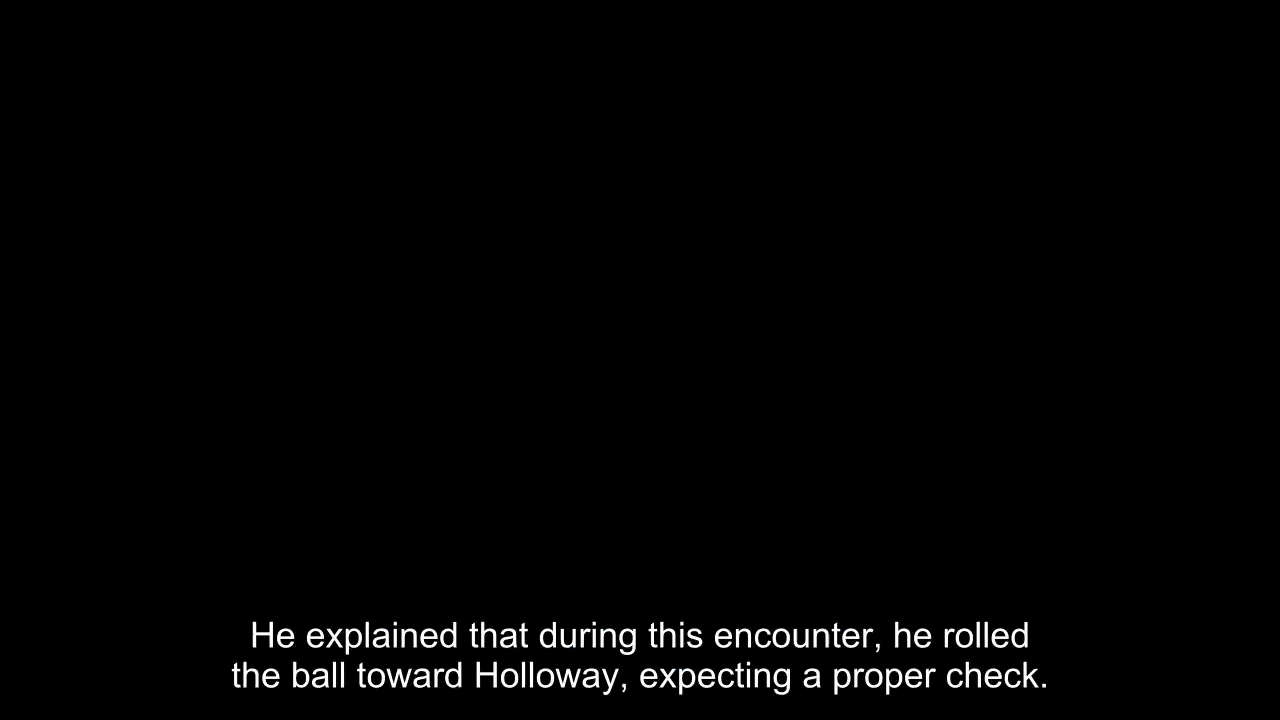 He explained that during this encounter, he rolled
the ball toward Holloway, expecting a proper check.